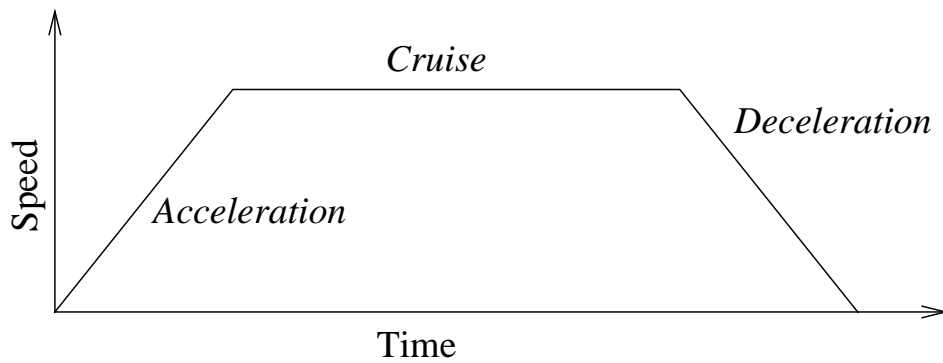 Cruise
Deceleration
Acceleration
Speed
Time